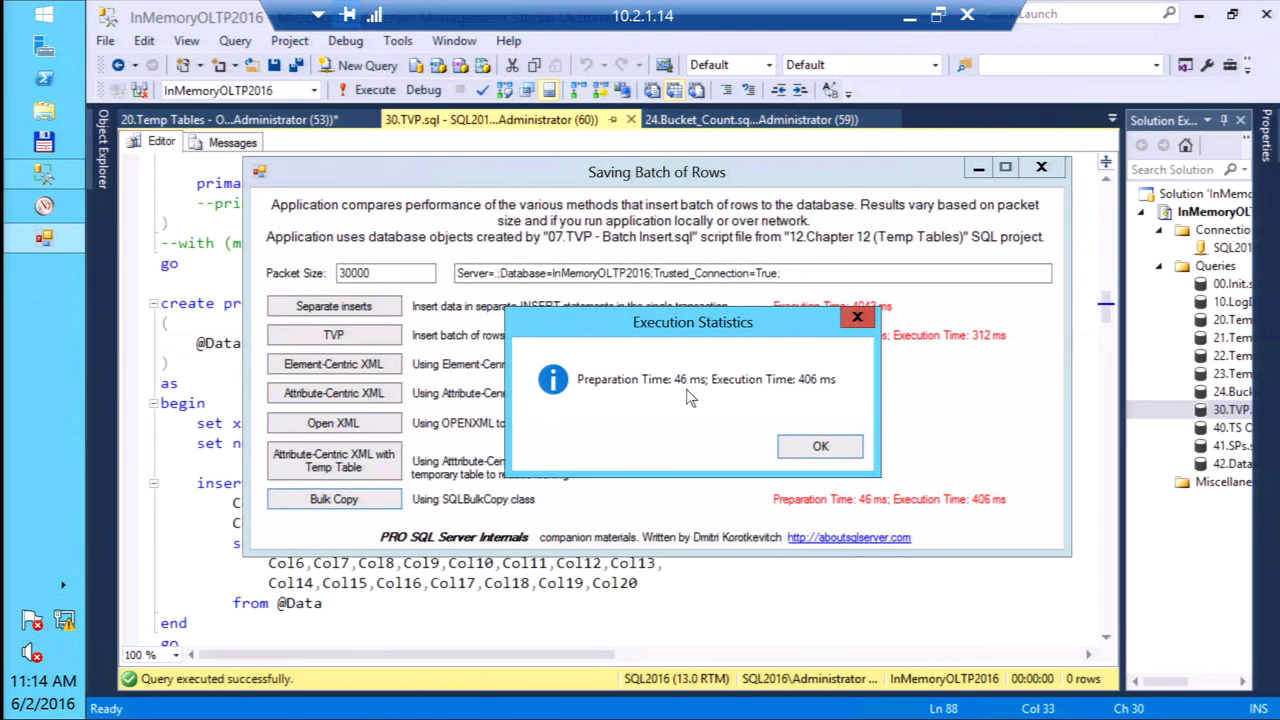 InMemoryOLTP2016 -
10.2.1.14
Launch
File Edit View Query Project Debug Tools Window Help
New Query Default Default
InMemoryOLTP2016 Execute Debug
20.Temp Tables - O...Administrator (53))* 30.TVP.sql - SQL201...Administrator (60)) 24.Bucket_Count.sq...Administrator (59)) Solution Ex...
Object Explorer
Properties
Editor Messages
Search Solution
Saving Batch of Rows
prima
--pri
)
--with (m
go
create pr
(
@Data
)
as
begin
set x
set n
inser
C
C
s
Application compares performance of the various methods that insert batch of rows to the database. Results vary based on packet
size and if you run application locally or over network.
Application uses database objects created by "07.TVP - Batch Insert.sql" script file from "12.Chapter 12 (Temp Tables)" SQL project.
Packet Size: 30000 Server=.;Database=InMemoryOLTP2016;Trusted_Connection=True;
Separate inserts Insert data in separate INSERT statements in the single transaction Execution Time: 4042 ms
TVP Insert batch of rows s; Execution Time: 312 ms
Element-Centric XML Using Element-Cen
Attribute-Centric XML Using Attribute-Cen
Open XML Using OPENXML to
Attribute-Centric XML with
Temp Table
Using Atttribute-Cen
Bulk Copy Using SQLBulkCopy class Preparation Time: 46 ms; Execution Time: 406 ms
PRO SQL Server Internals companion materials. Written by Dmitri Korotkevitch http://aboutsqlserver.com
Execution Statistics
Preparation Time: 46 ms; Execution Time: 406 ms
OK
Col6,Col7,Col8,Col9,Col10,Col11,Col12,Col13,
Col14,Col15,Col16,Col17,Col18,Col19,Col20
from @Data
end
go
Solution 'InMemo
InMemoryOL
Connection
SQL201
Queries
00.Init.s
10.LogD
20.Tem
21.Tem
22.Tem
23.Tem
24.Buck
30.TVP.
40.TS O
41.SPs.
42.Data
Miscellane
100 %
Query executed successfully. SQL2016 (13.0 RTM) SQL2016\Administrator ... InMemoryOLTP2016 00:00:00 0 rows
Ready Ln 88 Col 33 Ch 30 INS
11:14 AM
6/2/2016